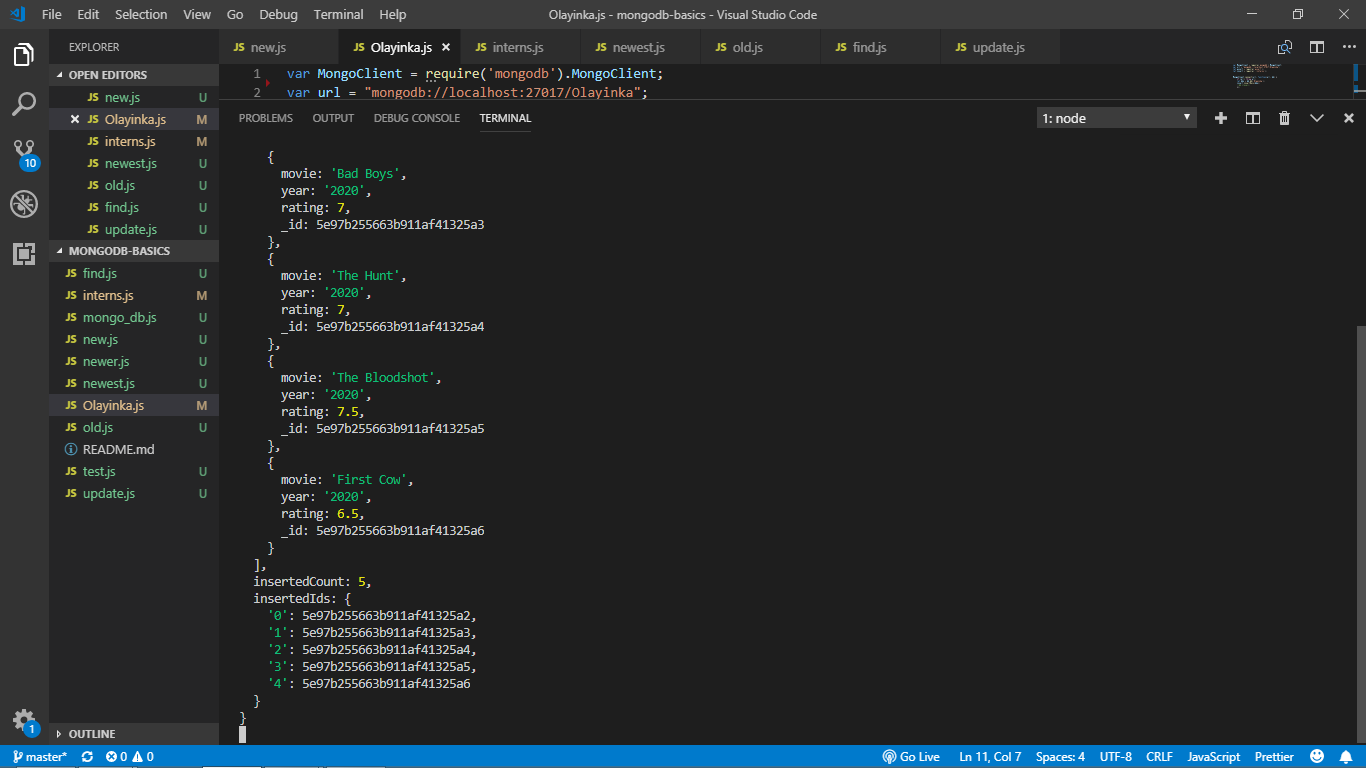 File Edit Selection View Go Debug Terminal Help
Olayinka.js - mongodb-basics - Visual Studio Code
EXPLORER
OPEN EDITORS
JS new.js U
JS Olayinka.js M
JS interns.js M
JS newest.js U
JS old.js U
JS find.js U
JS update.js U
MONGODB-BASICS
JS find.js U
JS interns.js M
JS mongo_db.js U
JS new.js U
JS newer.js U
JS newest.js U
JS Olayinka.js M
JS old.js U
README.md
JS test.js U
JS update.js U
OUTLINE
10
1
JS new.js JS Olayinka.js JS interns.js JS newest.js JS old.js JS find.js JS update.js
1 var MongoClient = require('mongodb').MongoClient;
2 var url = "mongodb://localhost:27017/Olayinka";
PROBLEMS OUTPUT DEBUG CONSOLE TERMINAL
1: node
{
movie: 'Bad Boys',
year: '2020',
rating: 7,
_id: 5e97b255663b911af41325a3
},
{
movie: 'The Hunt',
year: '2020',
rating: 7,
_id: 5e97b255663b911af41325a4
},
{
movie: 'The Bloodshot',
year: '2020',
rating: 7.5,
_id: 5e97b255663b911af41325a5
},
{
movie: 'First Cow',
year: '2020',
rating: 6.5,
_id: 5e97b255663b911af41325a6
}
],
insertedCount: 5,
insertedIds: {
'0': 5e97b255663b911af41325a2,
'1': 5e97b255663b911af41325a3,
'2': 5e97b255663b911af41325a4,
'3': 5e97b255663b911af41325a5,
'4': 5e97b255663b911af41325a6
}
}
master* 0 0 Go Live Ln 11, Col 7 Spaces: 4 UTF-8 CRLF JavaScript Prettier